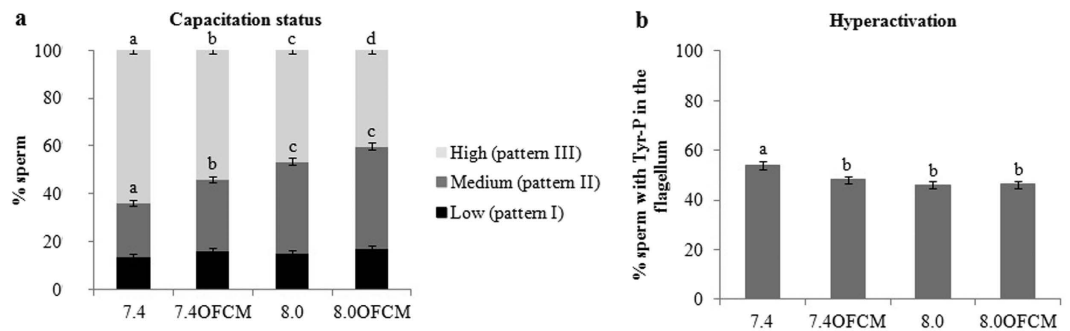 a
Capacitation status
% sperm
100
80
60
40
20
0
a b c d
a b c c
7.4 7.4OFCM 8.0 8.0OFCM
High (pattern III)
Medium (pattern II)
Low (pattern I)
b
Hyperactivation
% sperm with Tyr-P in the
flagellum
100
80
60
40
20
0
a b b b
7.4 7.4OFCM 8.0 8.0OFCM